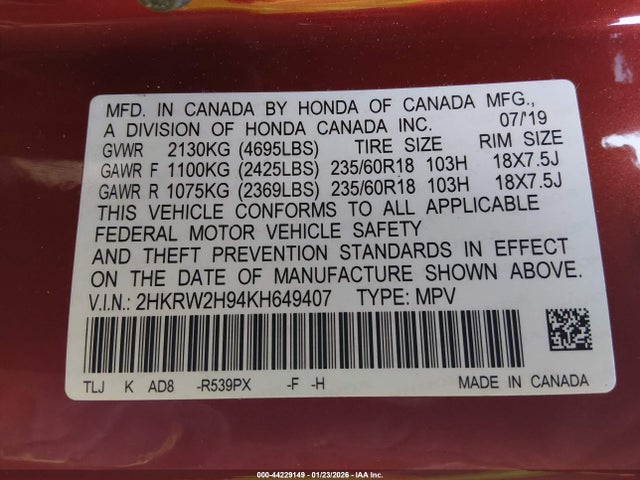 MFD. IN CANADA BY HONDA OF CANADA MFG.,
A DIVISION OF HONDA CANADA INC. 07/19
GVWR 2130KG (4695LBS) TIRE SIZE RIM SIZE
GAWR F 1100KG (2425LBS) 235/60R18 103H 18X7.5J
GAWR R 1075KG (2369LBS) 235/60R18 103H 18X7.5J
THIS VEHICLE CONFORMS TO ALL APPLICABLE
FEDERAL MOTOR VEHICLE SAFETY
AND THEFT PREVENTION STANDARDS IN EFFECT
ON THE DATE OF MANUFACTURE SHOWN ABOVE.
V.I.N.: 2HKRW2H94KH649407 TYPE: MPV
TLJ K AD8 -R539PX -F -H MADE IN CANADA
000-44229149 - 01/23/2026 - IAA Inc.